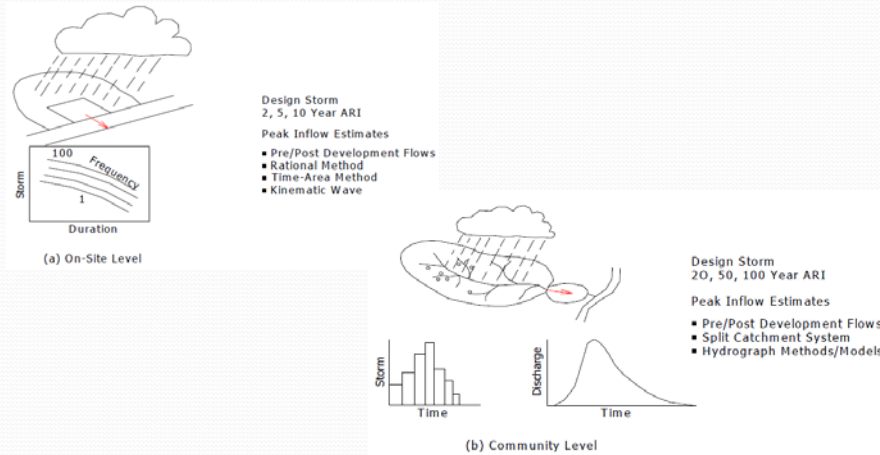 Design Storm
2, 5, 10 Year ARI
Peak Inflow Estimates
▪ Pre/Post Development Flows
▪ Rational Method
▪ Time-Area Method
▪ Kinematic Wave
100
Frequency
1
Storm
Duration
(a) On-Site Level
Design Storm
2O, 50, 100 Year ARI
Peak Inflow Estimates
▪ Pre/Post Development Flows
▪ Split Catchment System
▪ Hydrograph Methods/Models
Storm
Time
Discharge
Time
(b) Community Level